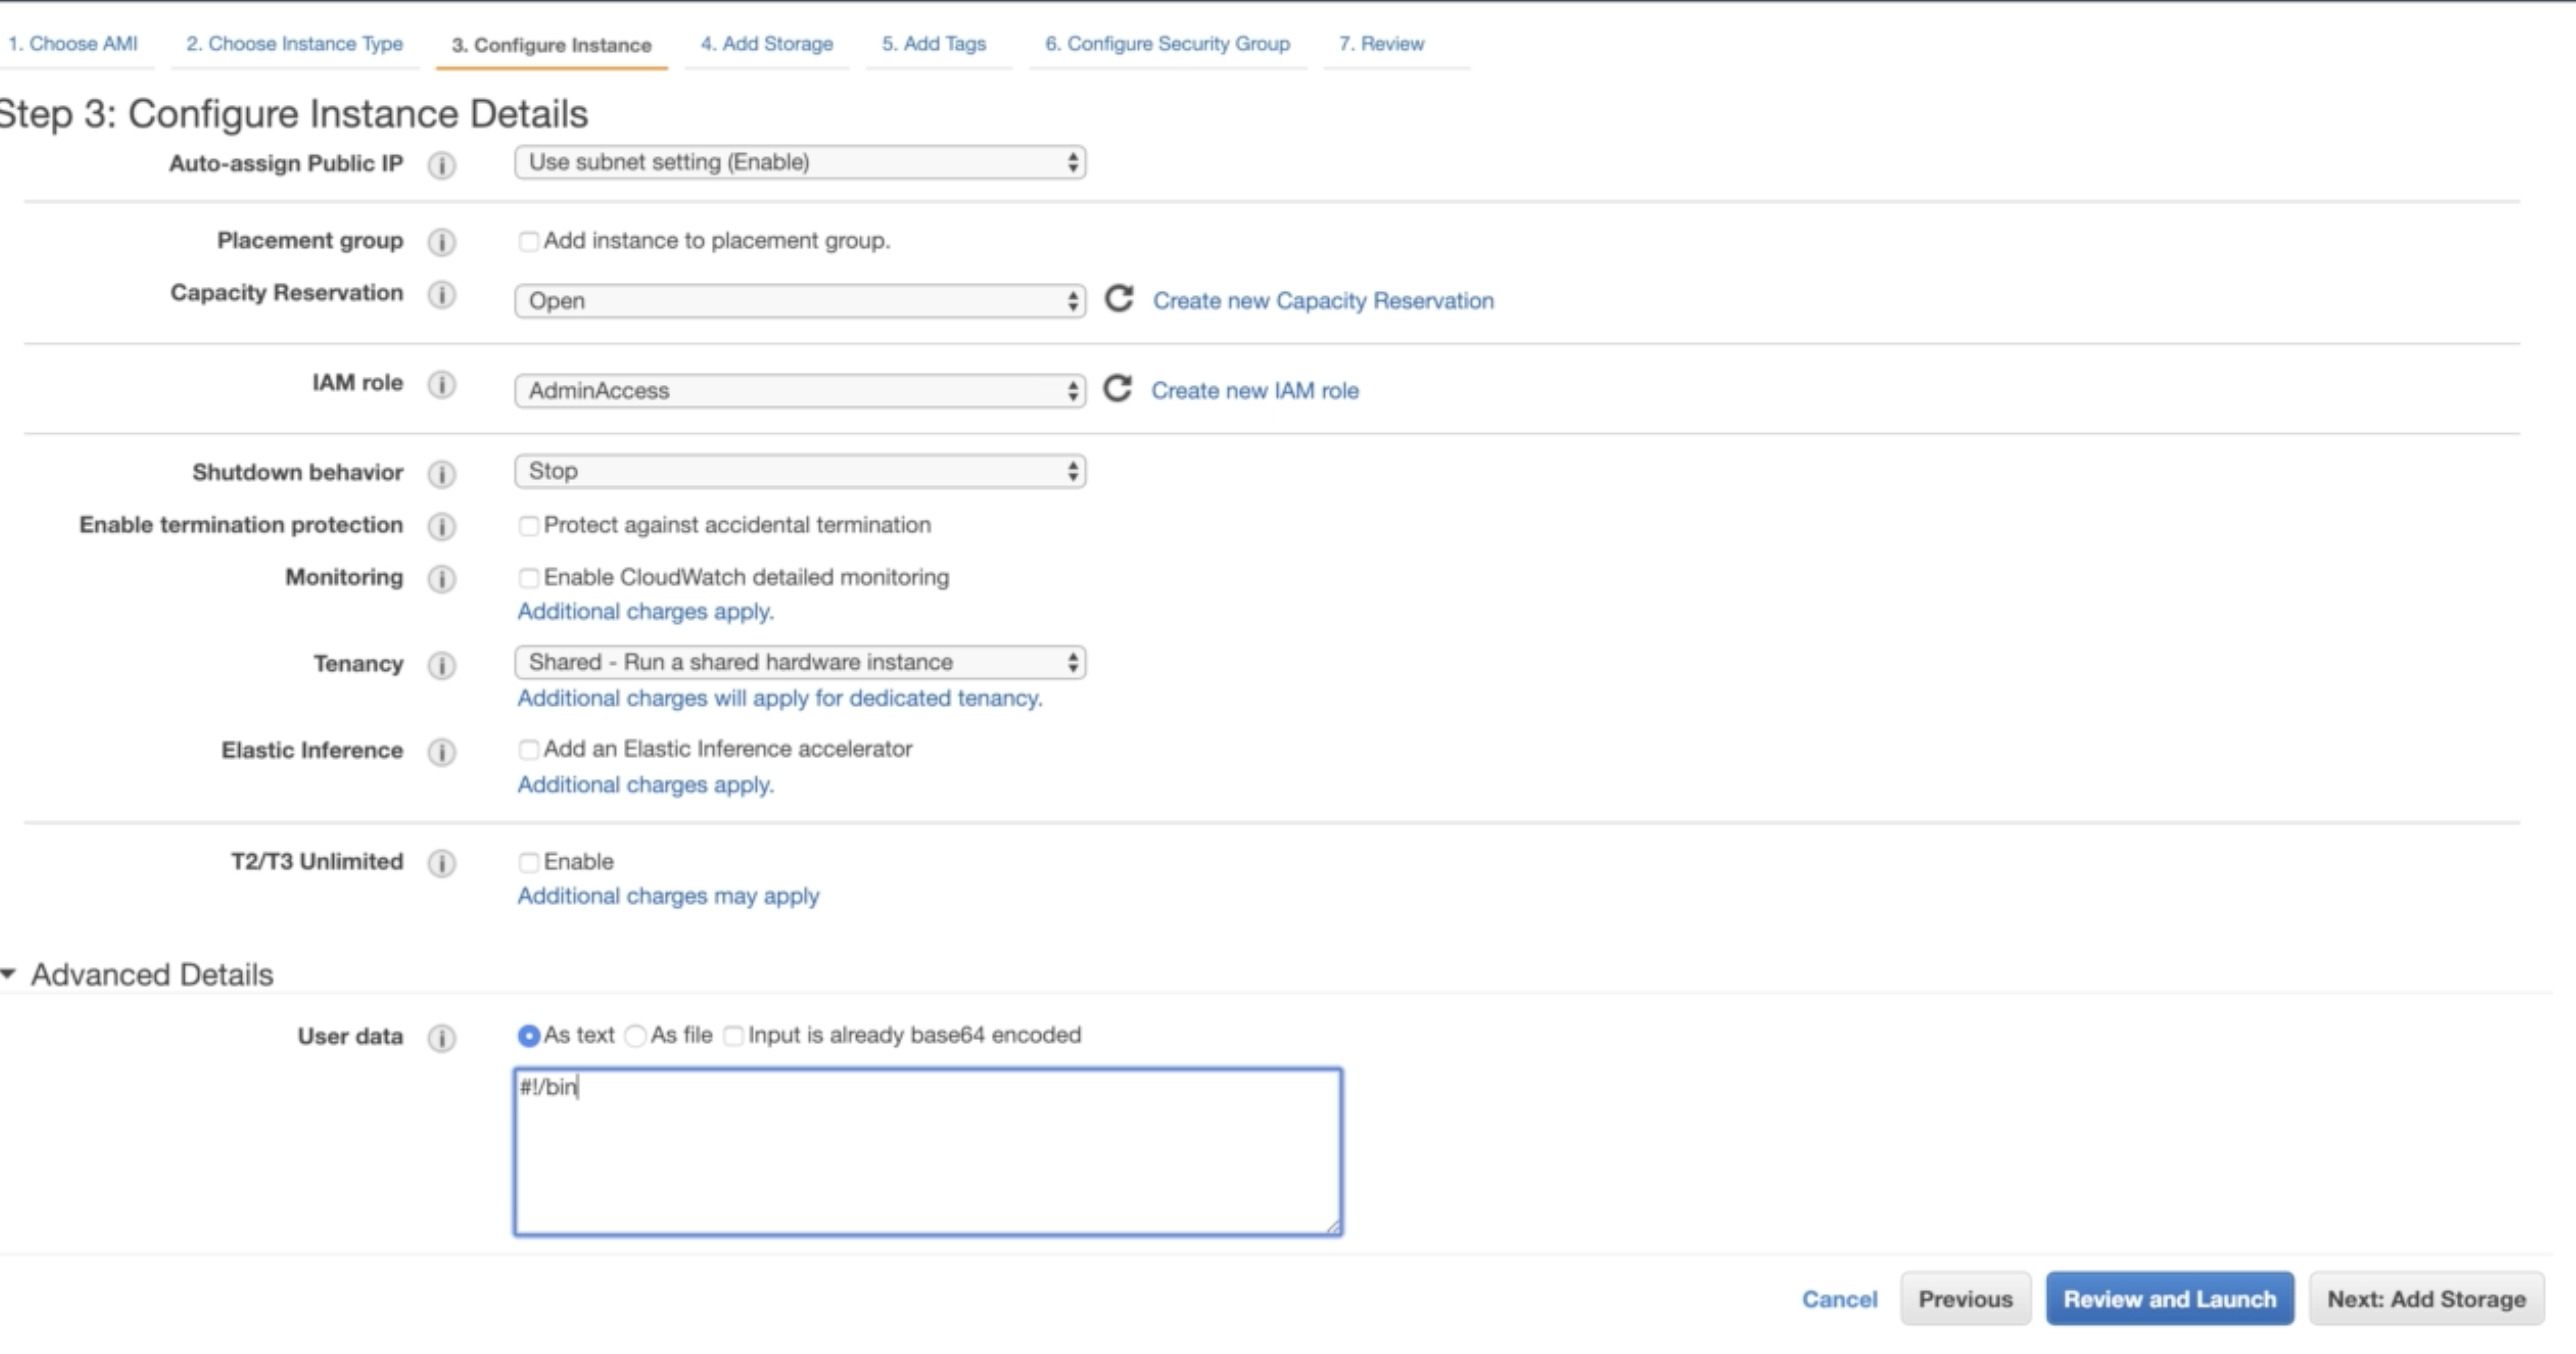 1. Choose AMI 2. Choose Instance Type 3. Configure Instance 4. Add Storage 5. Add Tags 6. Configure Security Group 7. Review
Step 3: Configure Instance Details
Auto-assign Public IP Use subnet setting (Enable)
Placement group Add instance to placement group.
Capacity Reservation Open Create new Capacity Reservation
IAM role AdminAccess Create new IAM role
Shutdown behavior Stop
Enable termination protection Protect against accidental termination
Monitoring Enable CloudWatch detailed monitoring
Additional charges apply.
Tenancy Shared - Run a shared hardware instance
Additional charges will apply for dedicated tenancy.
Elastic Inference Add an Elastic Inference accelerator
Additional charges apply.
T2/T3 Unlimited Enable
Additional charges may apply
Advanced Details
User data As text As file Input is already base64 encoded
#!/bin
Cancel Previous Review and Launch Next: Add Storage